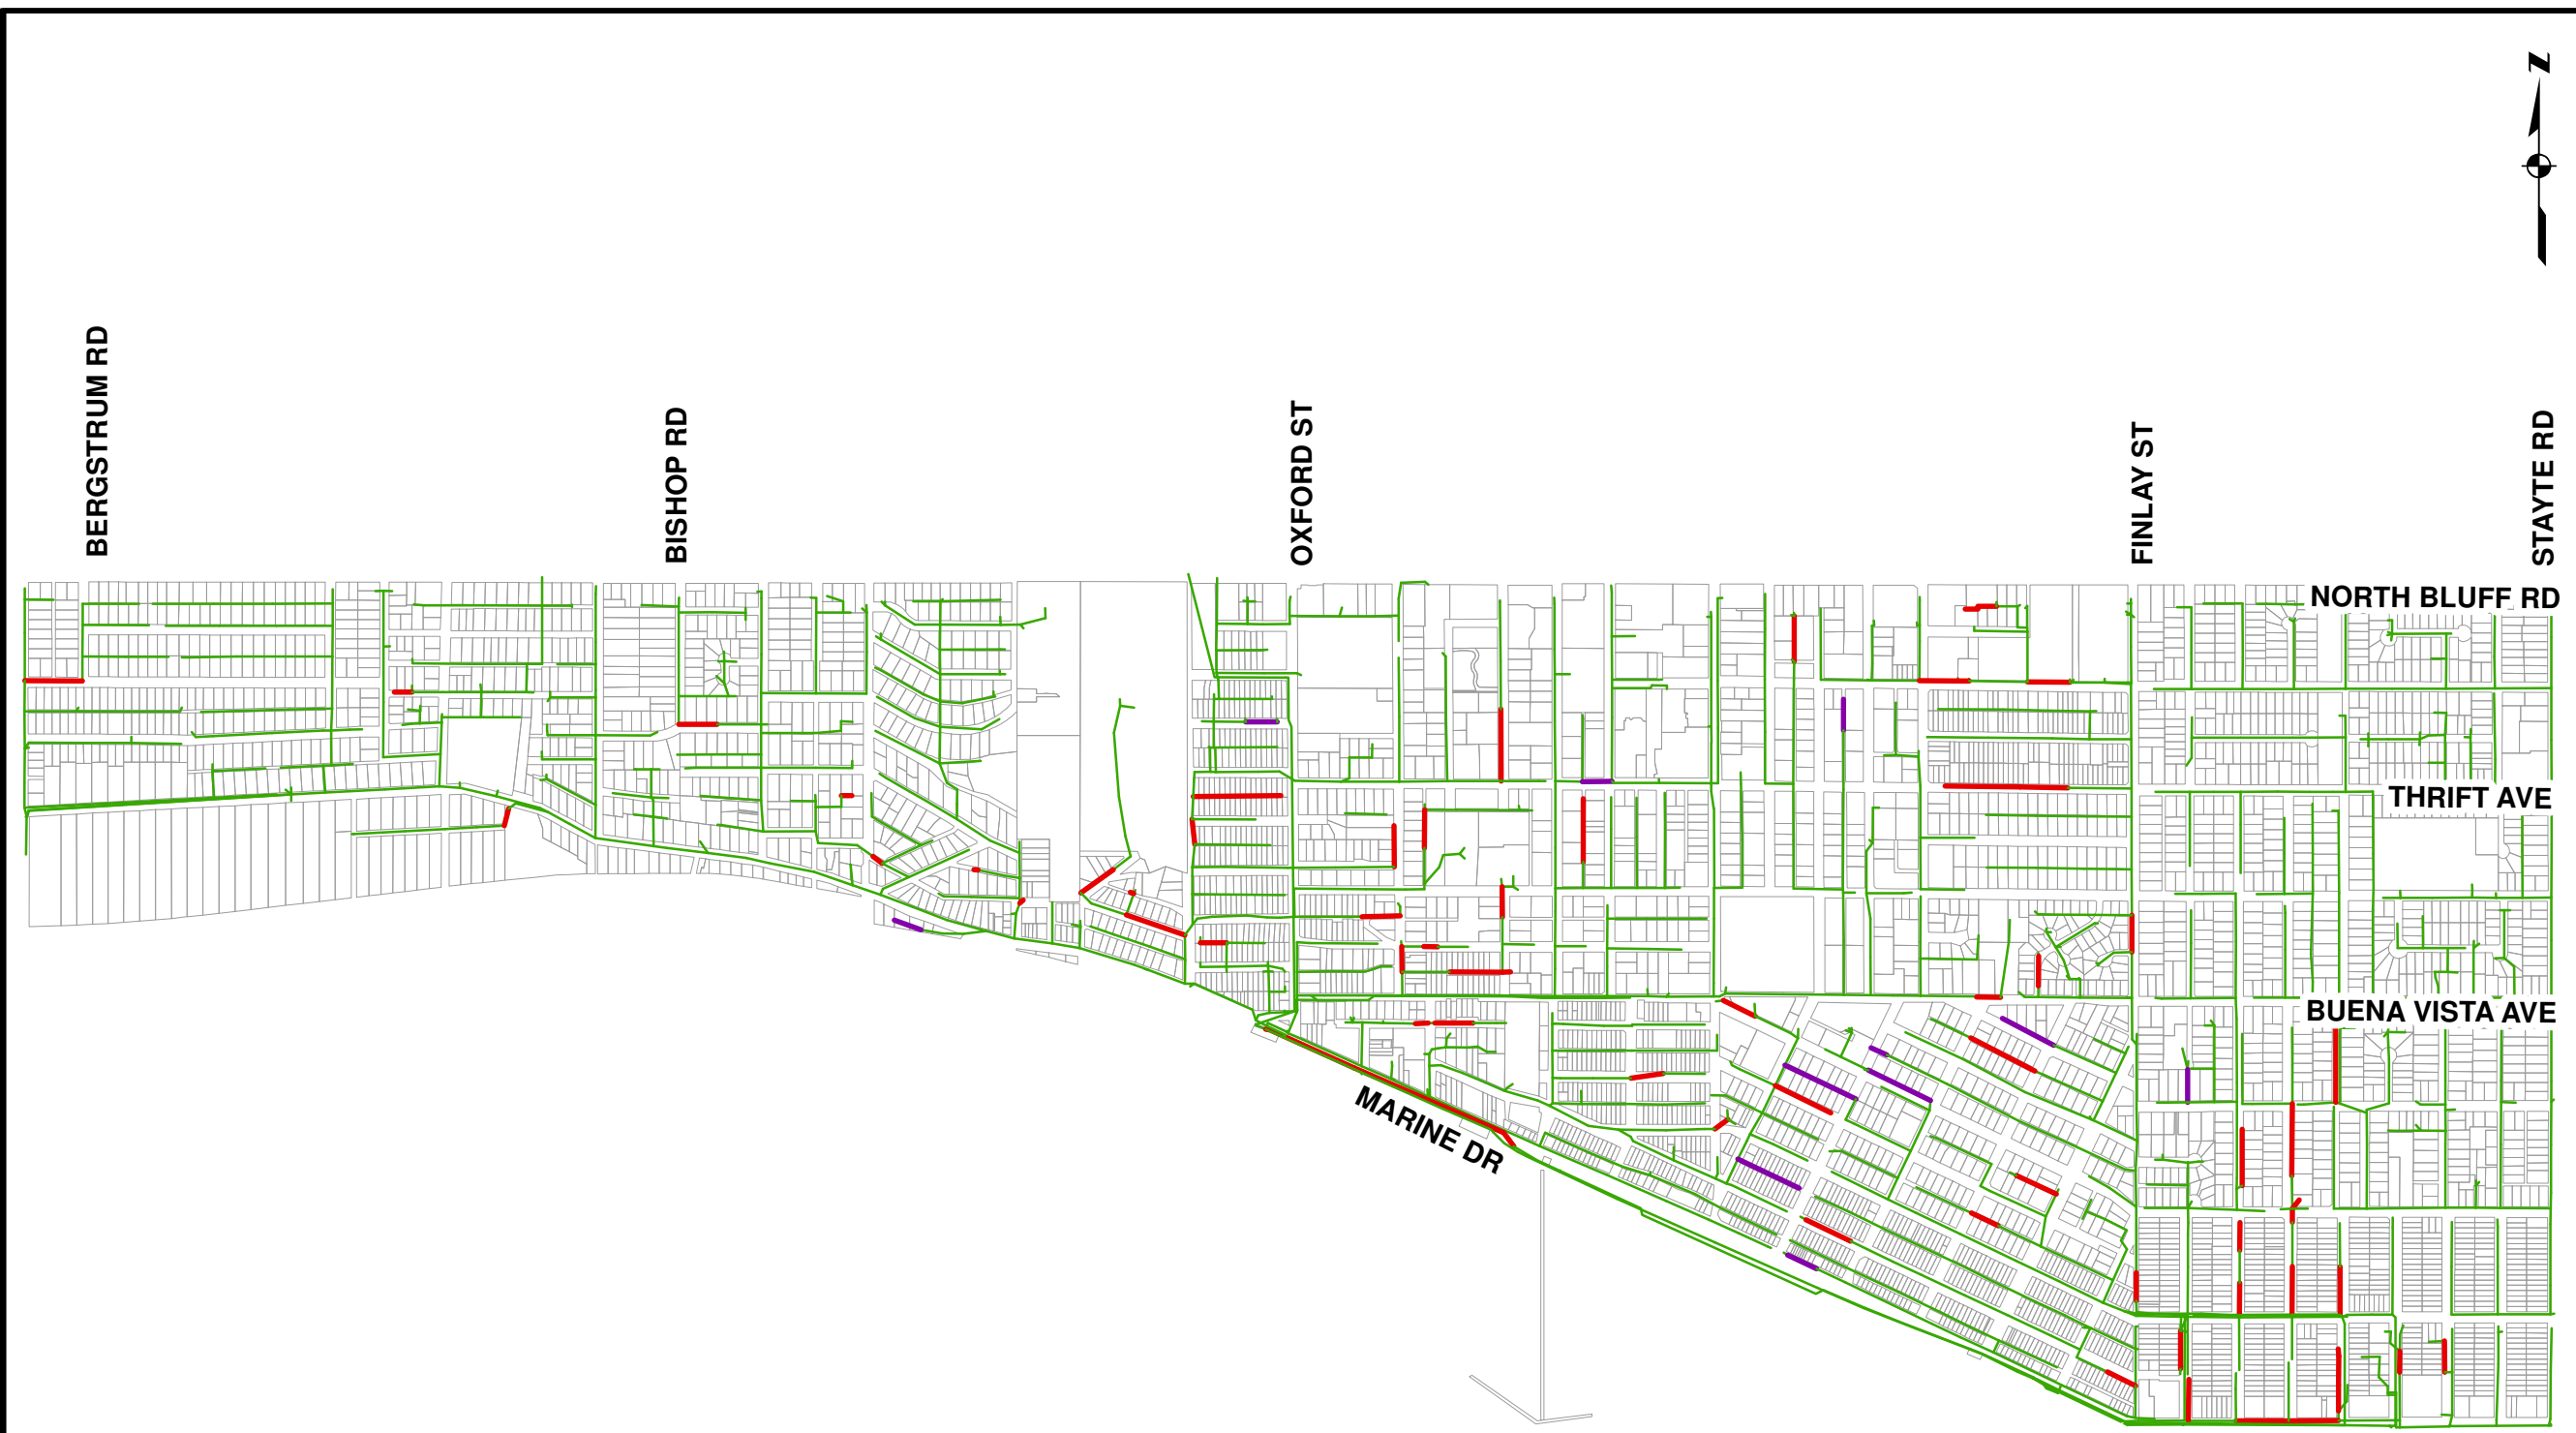 N
BERGSTRUM RD
BISHOP RD
OXFORD ST
FINLAY ST
STAYTE RD
NORTH BLUFF RD
THRIFT AVE
BUENA VISTA AVE
MARINE DR